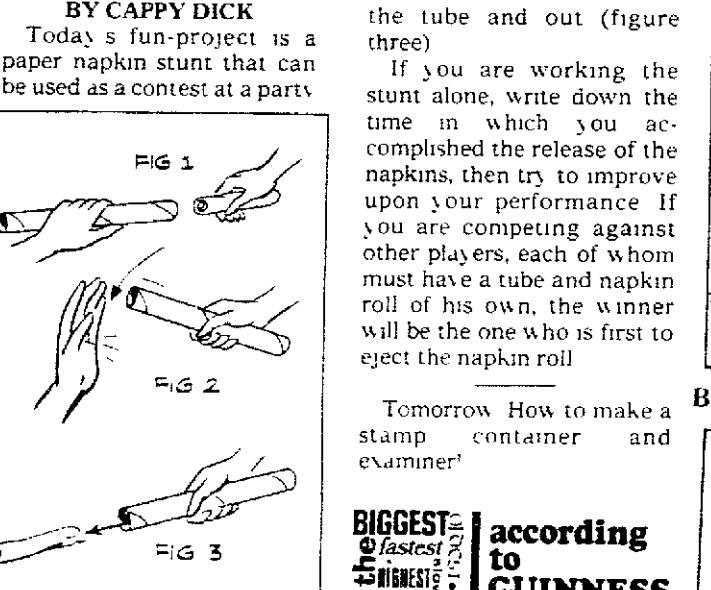 BY CAPPY DICK
Today s fun-project is a
paper napkin stunt that can
be used as a contest at a party
FIG 1
FIG 2
FIG 3
the tube and out (figure
three)
If you are working the
stunt alone, write down the
time in which you ac-
complished the release of the
napkins, then try to improve
upon your performance If
you are competing against
other players, each of whom
must have a tube and napkin
roll of his own, the winner
will be the one who is first to
eject the napkin roll
Tomorrow How to make a
stamp container and
examiner'
B
the
BIGGEST
fastest
HIGHEST
according
to
GUINNESS